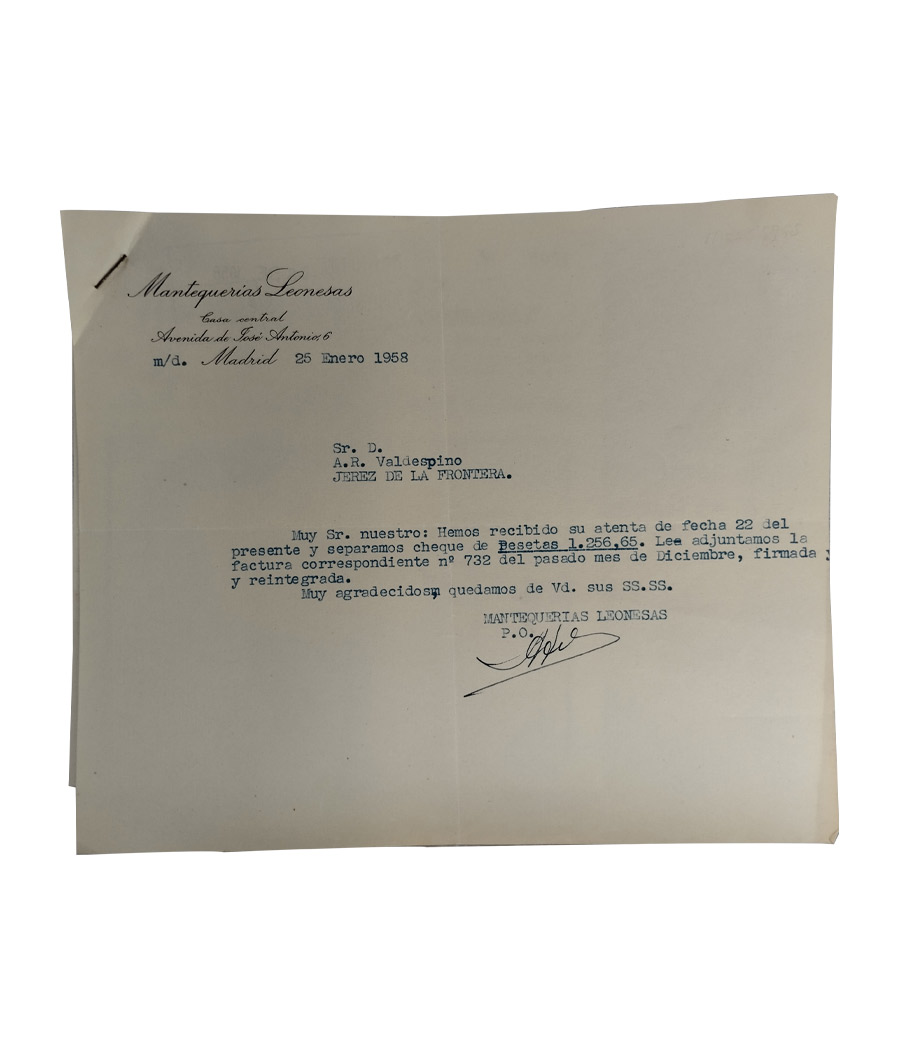 Mantequerias Leonesas
Casa central
Avenida de José Antonio, 6
m/d. Madrid 25 Enero 1958
Sr. D.
A.R. Valdespino
JEREZ DE LA FRONTERA.
Muy Sr. nuestro: Hemos recibido su atenta de fecha 22 del
presente y separamos cheque de Pesetas 1.256,65. Lea adjuntamos la
factura correspondiente nº 732 del pasado mes de Diciembre, firmada y
y reintegrada.
Muy agradecidos, quedamos de Vd. sus SS.SS.
MANTEQUERIAS LEONESAS
P.O.